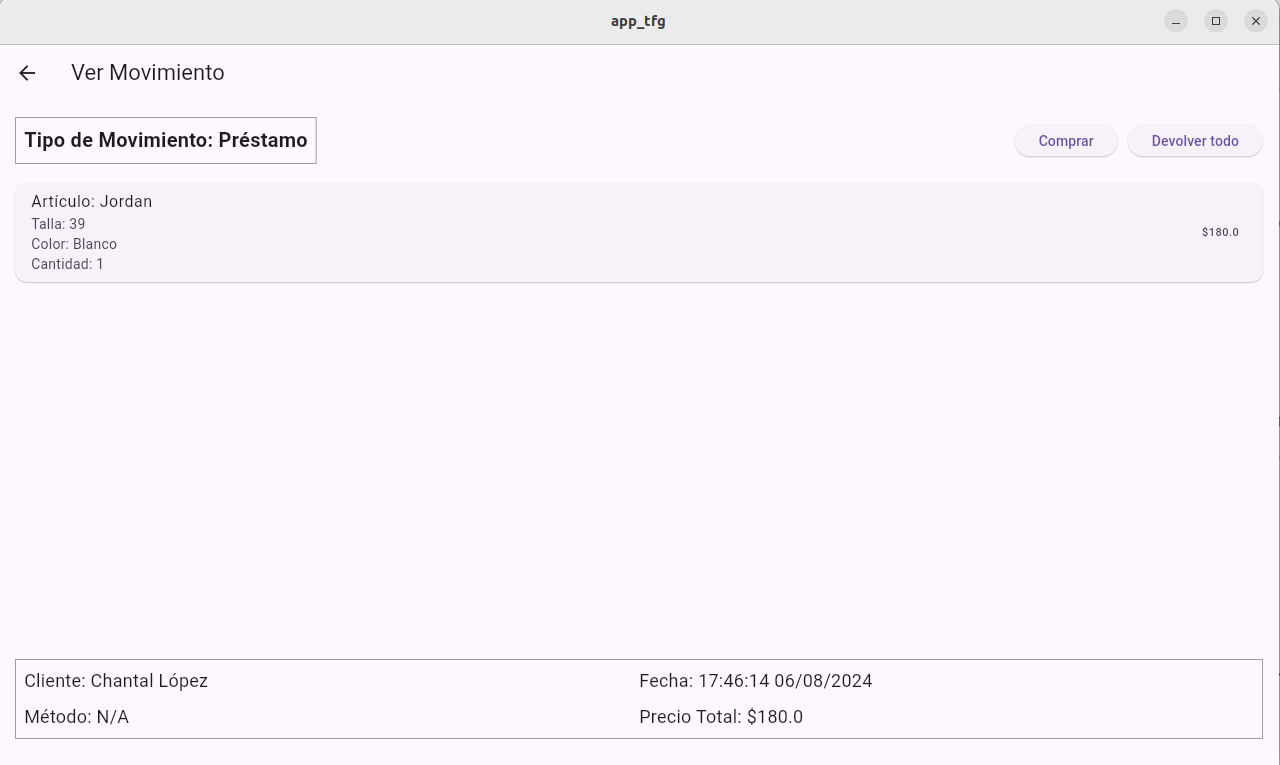 app_tfg
Ver Movimiento
Tipo de Movimiento: Préstamo
Comprar
Devolver todo
Artículo: Jordan
Talla: 39
Color: Blanco
Cantidad: 1
$180.0
Cliente: Chantal López
Fecha: 17:46:14 06/08/2024
Método: N/A
Precio Total: $180.0